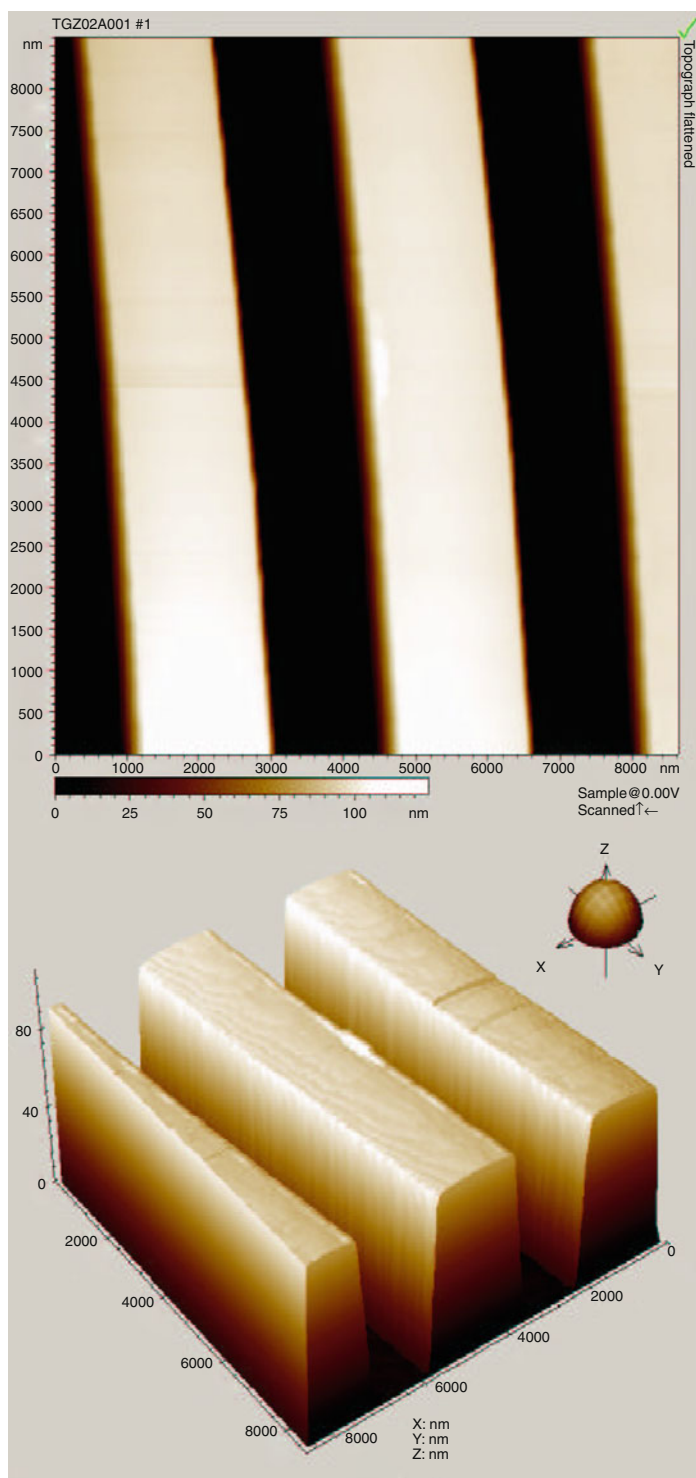 TGZ02A001 #1
nm
8000
7500
7000
6500
6000
5500
5000
4500
4000
3500
3000
2500
2000
1500
1000
500
0
Topograph flattened
0 1000 2000 3000 4000 5000 6000 7000 8000 nm
0 25 50 75 100 nm
Sample@0.00V
Scanned↑←
Z
X
Y
80
40
0
2000
4000
6000
8000
0
2000
4000
6000
8000
X: nm
Y: nm
Z: nm